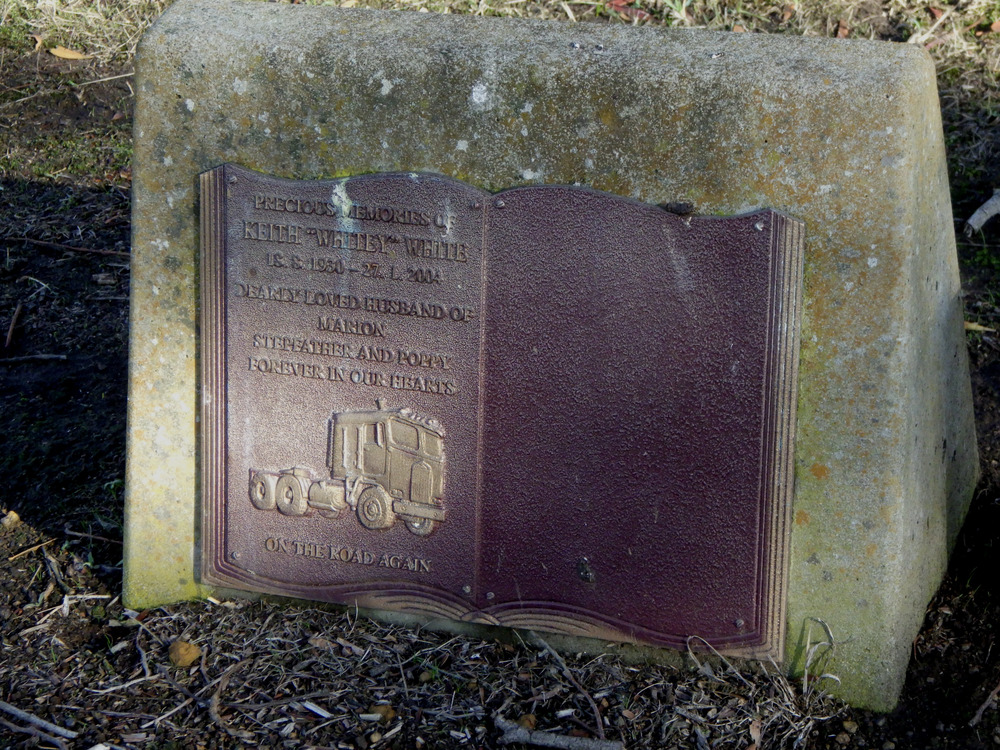 PRECIOUS MEMORIES OF
KEITH "WHITEY" WHITE
18. 8. 1930 - 27. 1. 2004
DEARLY LOVED HUSBAND OF
MARION
STEPFATHER AND POPPY
FOREVER IN OUR HEARTS
ON THE ROAD AGAIN